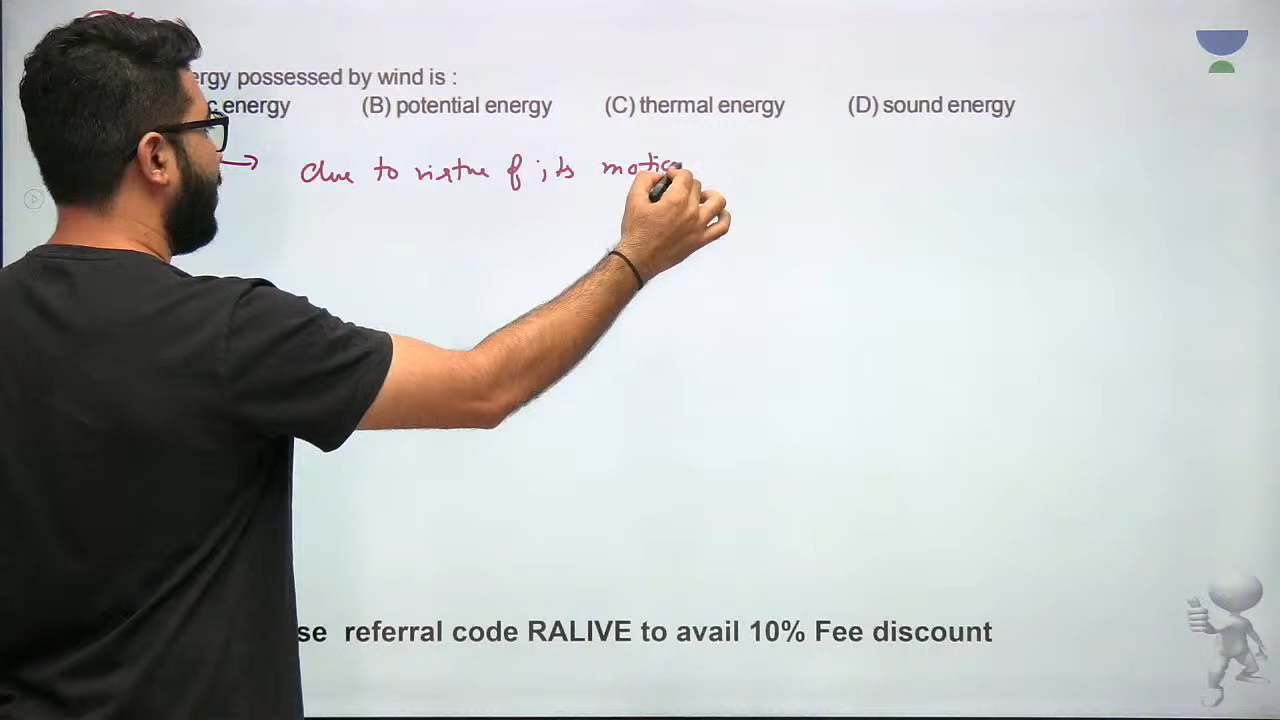 ergy possessed by wind is :
c energy (B) potential energy (C) thermal energy (D) sound energy
due to virtue of its motio
se referral code RALIVE to avail 10% Fee discount